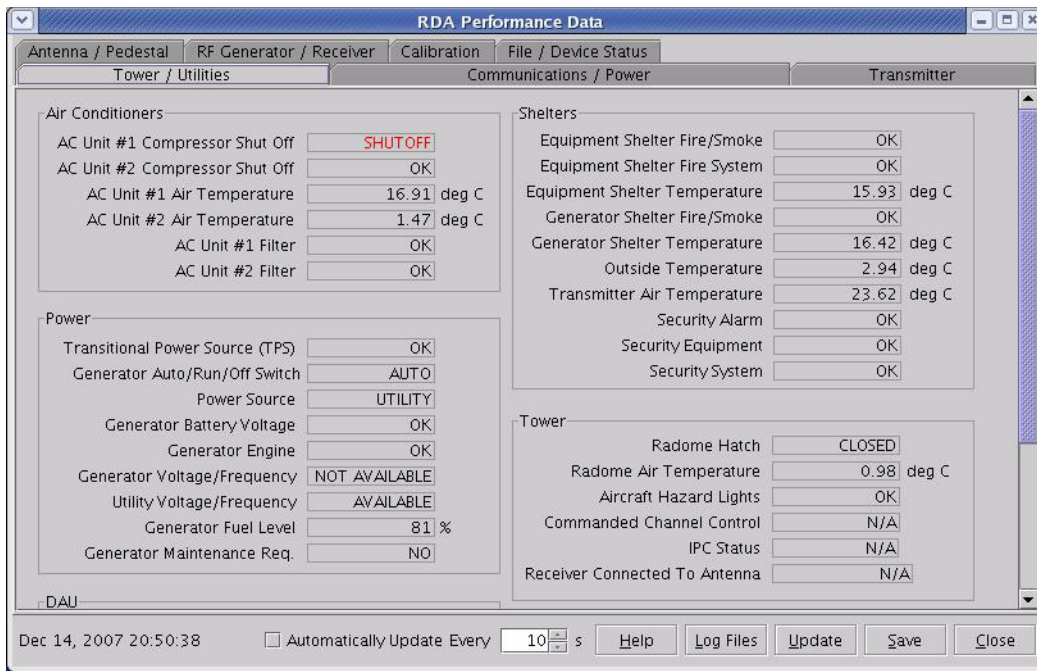 RDA Performance Data
Antenna / Pedestal RF Generator / Receiver Calibration File / Device Status
Tower / Utilities Communications / Power Transmitter
Air Conditioners
AC Unit #1 Compressor Shut Off SHUTOFF
AC Unit #2 Compressor Shut Off OK
AC Unit #1 Air Temperature 16.91 deg C
AC Unit #2 Air Temperature 1.47 deg C
AC Unit #1 Filter OK
AC Unit #2 Filter OK
Power
Transitional Power Source (TPS) OK
Generator Auto/Run/Off Switch AUTO
Power Source UTILITY
Generator Battery Voltage OK
Generator Engine OK
Generator Voltage/Frequency NOT AVAILABLE
Utility Voltage/Frequency AVAILABLE
Generator Fuel Level 81 %
Generator Maintenance Req. NO
DAU
Shelters
Equipment Shelter Fire/Smoke OK
Equipment Shelter Fire System OK
Equipment Shelter Temperature 15.93 deg C
Generator Shelter Fire/Smoke OK
Generator Shelter Temperature 16.42 deg C
Outside Temperature 2.94 deg C
Transmitter Air Temperature 23.62 deg C
Security Alarm OK
Security Equipment OK
Security System OK
Tower
Radome Hatch CLOSED
Radome Air Temperature 0.98 deg C
Aircraft Hazard Lights OK
Commanded Channel Control N/A
IPC Status N/A
Receiver Connected To Antenna N/A
Dec 14, 2007 20:50:38 Automatically Update Every 10 s Help Log Files Update Save Close